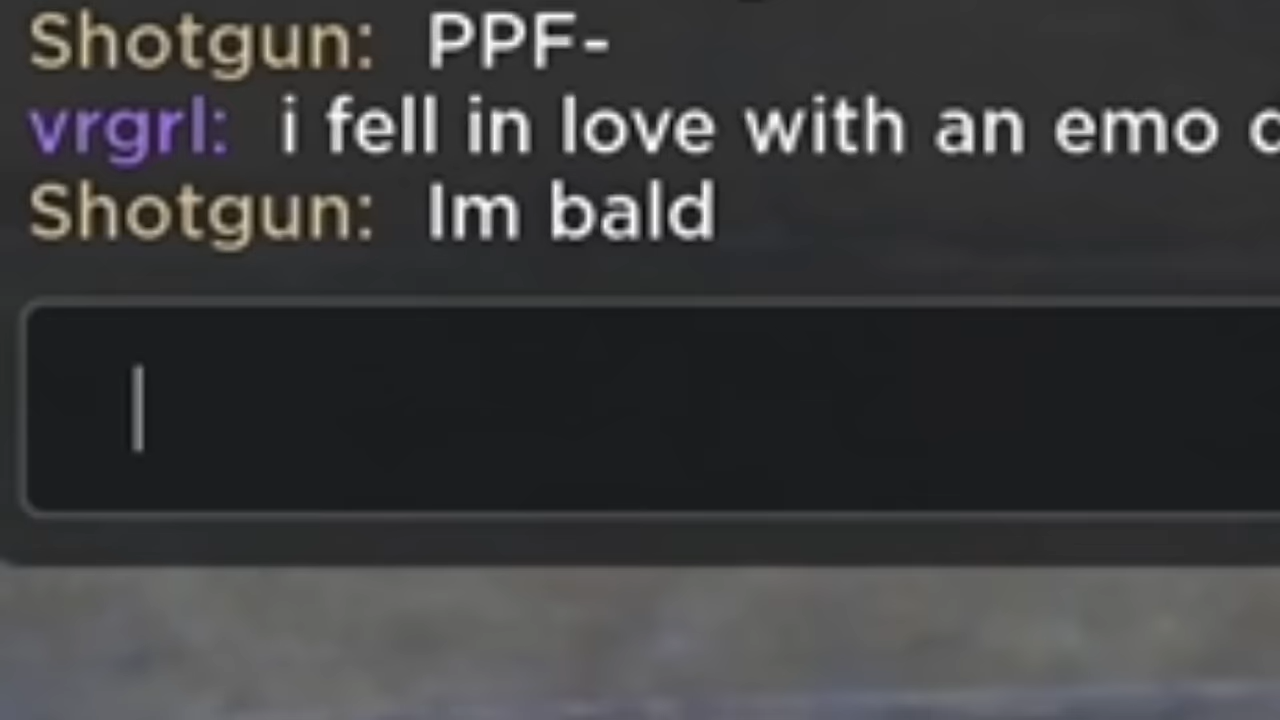 Shotgun: PPF-
vrgrl: i fell in love with an emo
Shotgun: Im bald